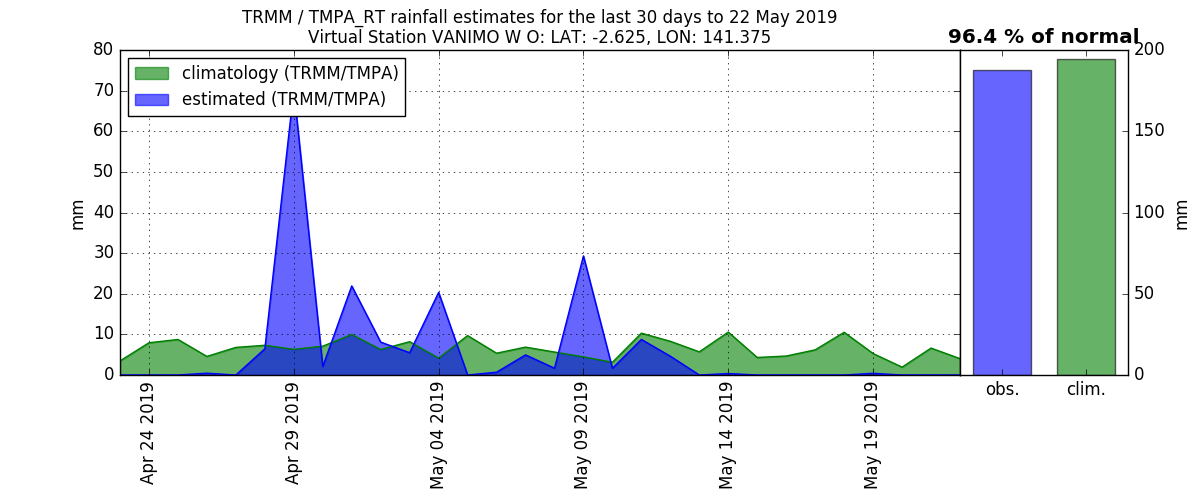 TRMM / TMPA_RT rainfall estimates for the last 30 days to 22 May 2019
Virtual Station VANIMO W O: LAT: -2.625, LON: 141.375
96.4 % of normal
climatology (TRMM/TMPA)
estimated (TRMM/TMPA)
80
70
60
50
40
30
20
10
0
mm
Apr 24 2019
Apr 29 2019
May 04 2019
May 09 2019
May 14 2019
May 19 2019
200
150
100
50
0
mm
obs.
clim.